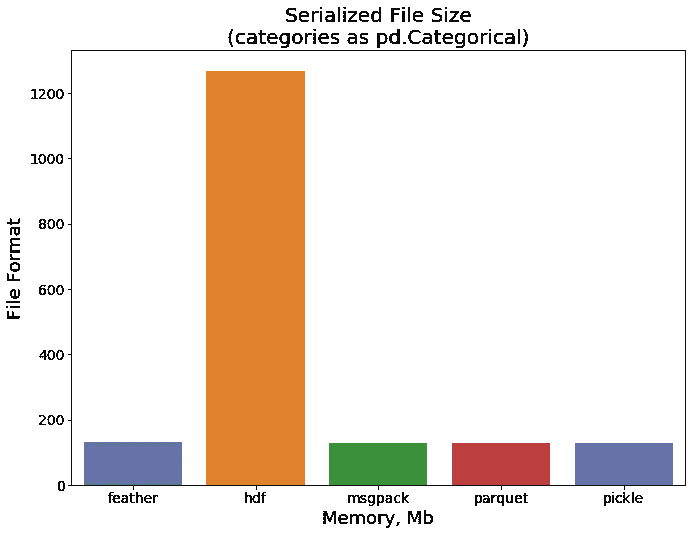 Serialized File Size
(categories as pd.Categorical)
File Format
1200
1000
800
600
400
200
0
feather hdf msgpack parquet pickle
Memory, Mb